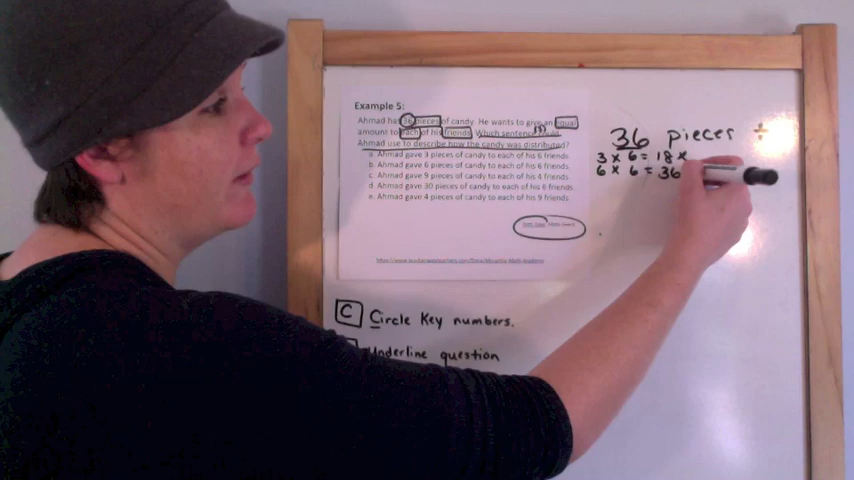 Example 5:
Ahmad has 36 pieces of candy. He wants to give an equal
amount to each of his friends. Which sentence could (s)
Ahmad use to describe how the candy was distributed?
a. Ahmad gave 3 pieces of candy to each of his 6 friends.
b. Ahmad gave 6 pieces of candy to each of his 6 friends.
c. Ahmad gave 9 pieces of candy to each of his 4 friends.
d. Ahmad gave 30 pieces of candy to each of his 6 friends.
e. Ahmad gave 4 pieces of candy to each of his 9 friends.
36 pieces ÷
3 x 6 = 18 x
6 x 6 = 36
C Circle Key numbers.
Underline question